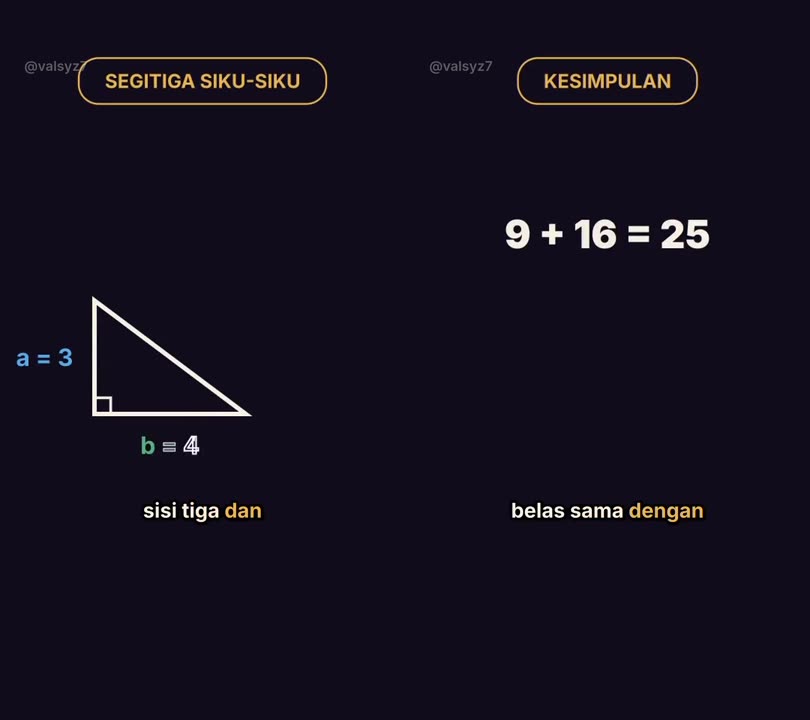 @valsyz7
SEGITIGA SIKU-SIKU
a = 3
b = 4
sisi tiga dan
@valsyz7
KESIMPULAN
9 + 16 = 25
belas sama dengan